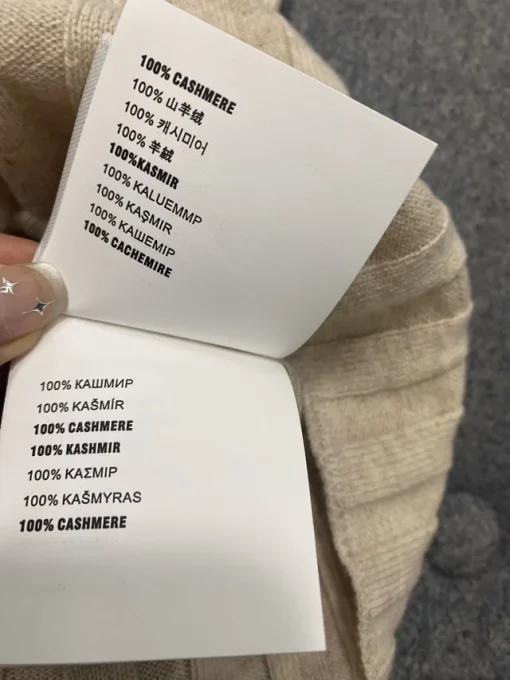 100% CASHMERE
100% 山羊绒
100% 캐시미어
100% 羊絨
100%KASMIR
100% KALUEMMP
100% KAŞMIR
100% КАШЕМІР
100% CACHEMIRE
100% КАШМИР
100% KAŠMÍR
100% CASHMERE
100% KASHMIR
100% ΚΑΣΜΙΡ
100% KAŠMYRAS
100% CASHMERE